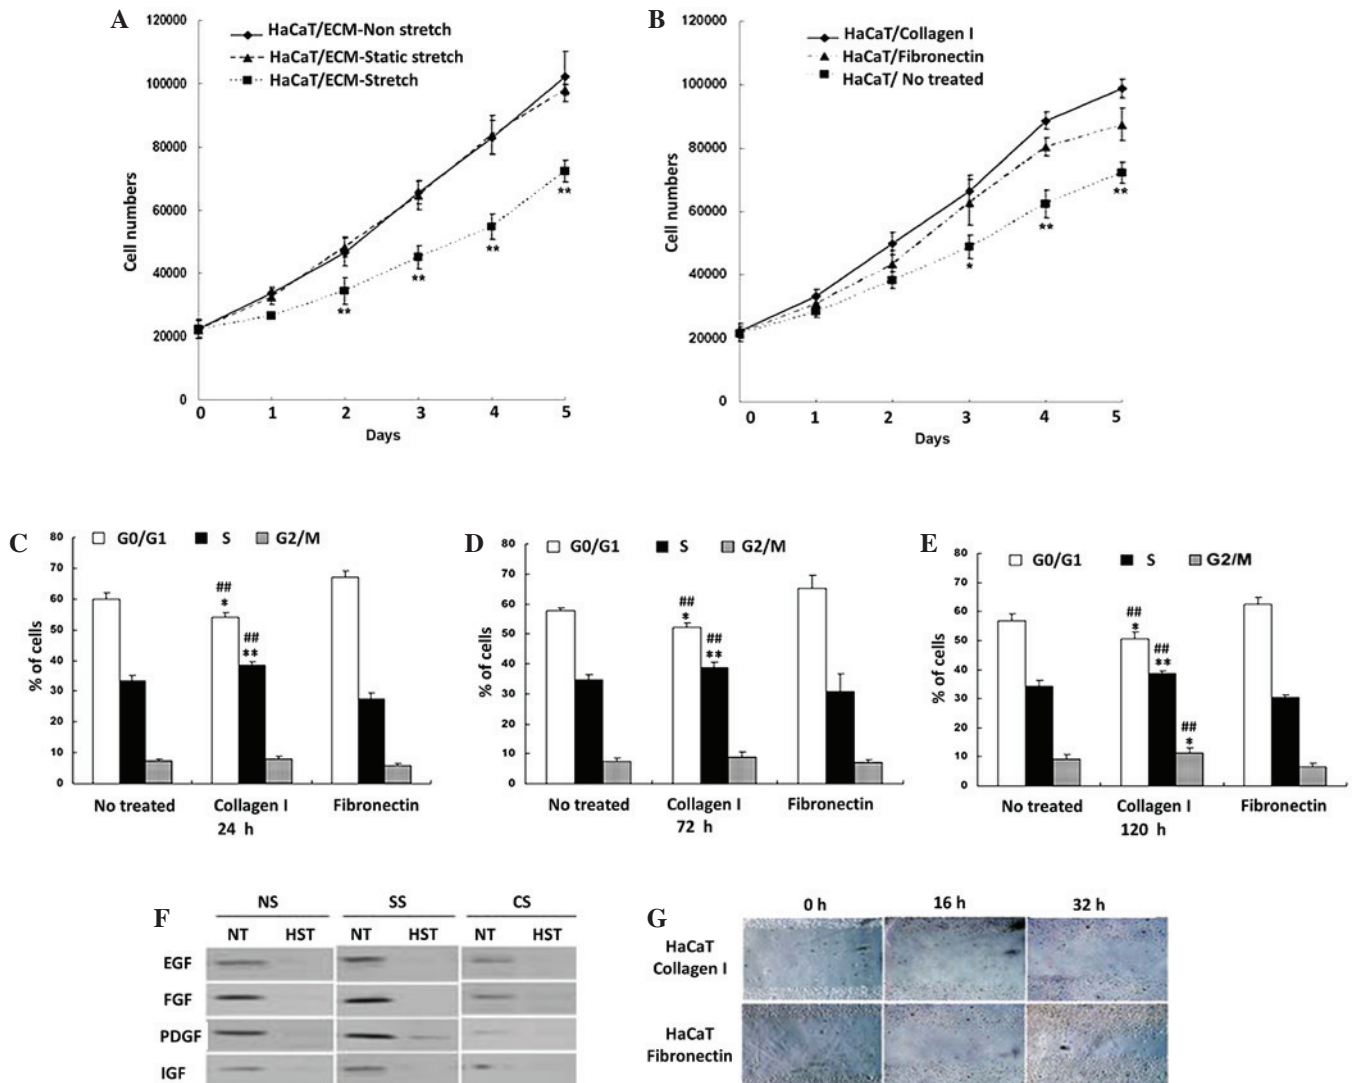 A
HaCaT/ECM-Non stretch
HaCaT/ECM-Static stretch
HaCaT/ECM-Stretch
120000
100000
80000
60000
40000
20000
0
Cell numbers
** ** ** **
0 1 2 3 4 5
Days
B
HaCaT/Collagen I
HaCaT/Fibronectin
HaCaT/ No treated
120000
100000
80000
60000
40000
20000
0
Cell numbers
* ** **
0 1 2 3 4 5
Days
C
G0/G1 S G2/M
80
70
60
50
40
30
20
10
0
% of cells
##
*
##
**
No treated Collagen I Fibronectin
24 h
D
G0/G1 S G2/M
80
70
60
50
40
30
20
10
0
% of cells
##
*
##
**
No treated Collagen I Fibronectin
72 h
E
G0/G1 S G2/M
80
70
60
50
40
30
20
10
0
% of cells
##
*
##
**
##
*
No treated Collagen I Fibronectin
120 h
F
NS SS CS
NT HST NT HST NT HST
EGF
FGF
PDGF
IGF
G
0 h 16 h 32 h
HaCaT
Collagen I
HaCaT
Fibronectin